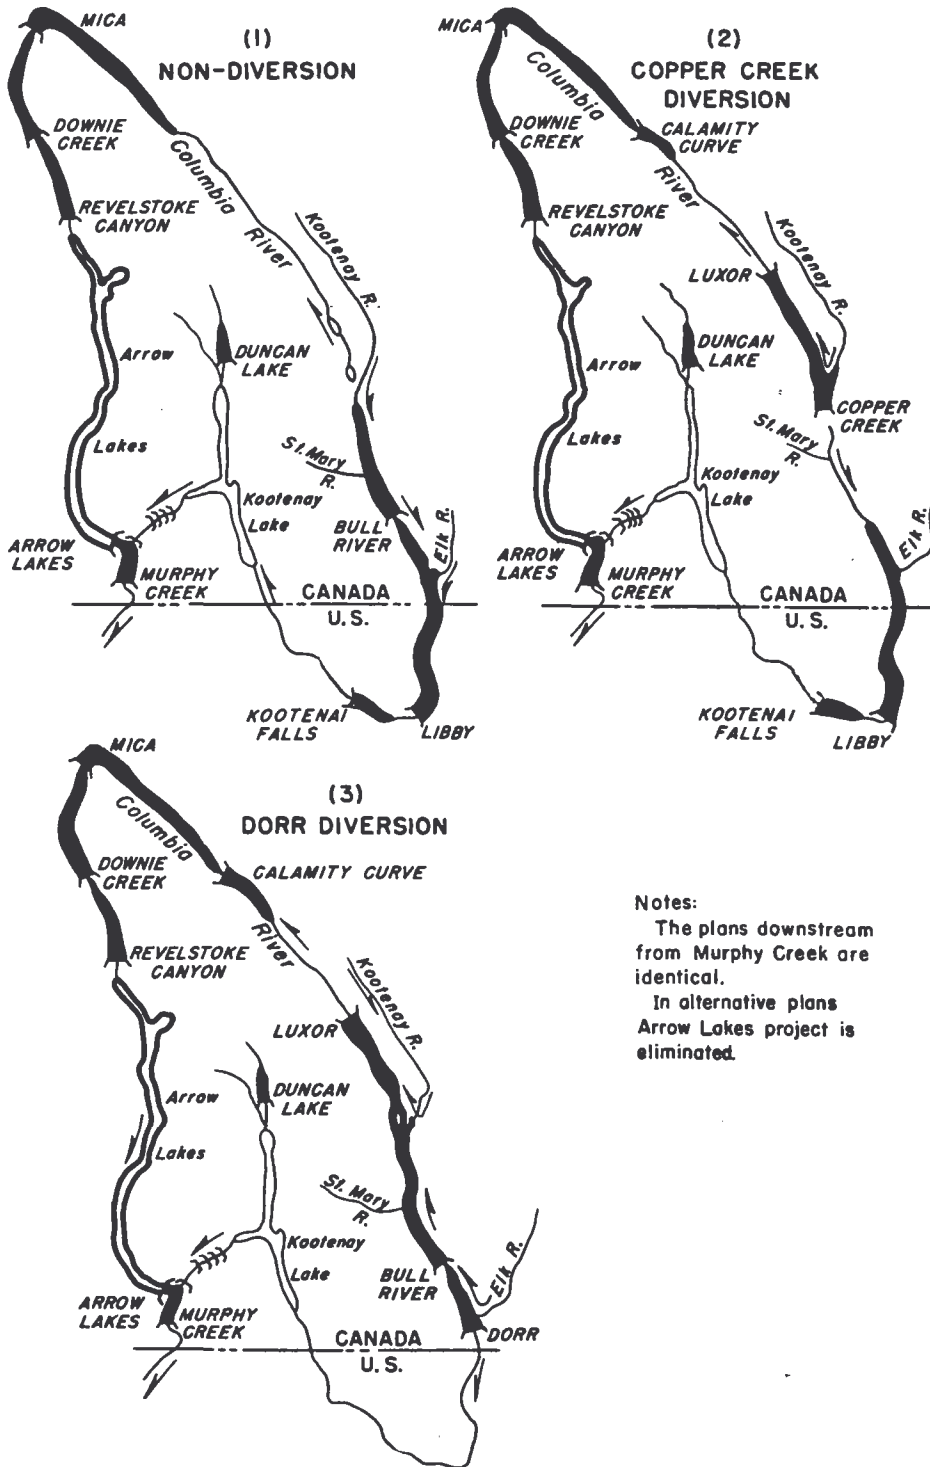 (1)
NON-DIVERSION
MICA
DOWNIE
CREEK
REVELSTOKE
CANYON
Columbia
River
Kootenay R.
Arrow
Lakes
DUNCAN
LAKE
St. Mary
R.
Kootenay
Lake
BULL
RIVER
Elk R.
ARROW
LAKES
MURPHY
CREEK
CANADA
U.S.
KOOTENAI
FALLS
LIBBY
(2)
COPPER CREEK
DIVERSION
MICA
Columbia
River
DOWNIE
CREEK
CALAMITY
CURVE
REVELSTOKE
CANYON
LUXOR
Kootenay R.
Arrow
Lakes
DUNCAN
LAKE
COPPER
CREEK
St. Mary
R.
Kootenay
Lake
Elk R.
ARROW
LAKES
MURPHY
CREEK
CANADA
U.S.
KOOTENAI
FALLS
LIBBY
(3)
DORR DIVERSION
MICA
Columbia
River
DOWNIE
CREEK
CALAMITY CURVE
REVELSTOKE
CANYON
LUXOR
Kootenay R.
Arrow
Lakes
DUNCAN
LAKE
St. Mary
R.
Kootenay
Lake
BULL
RIVER
Elk R.
DORR
ARROW
LAKES
MURPHY
CREEK
CANADA
U.S.
Notes:
The plans downstream
from Murphy Creek are
identical.
In alternative plans
Arrow Lakes project is
eliminated.